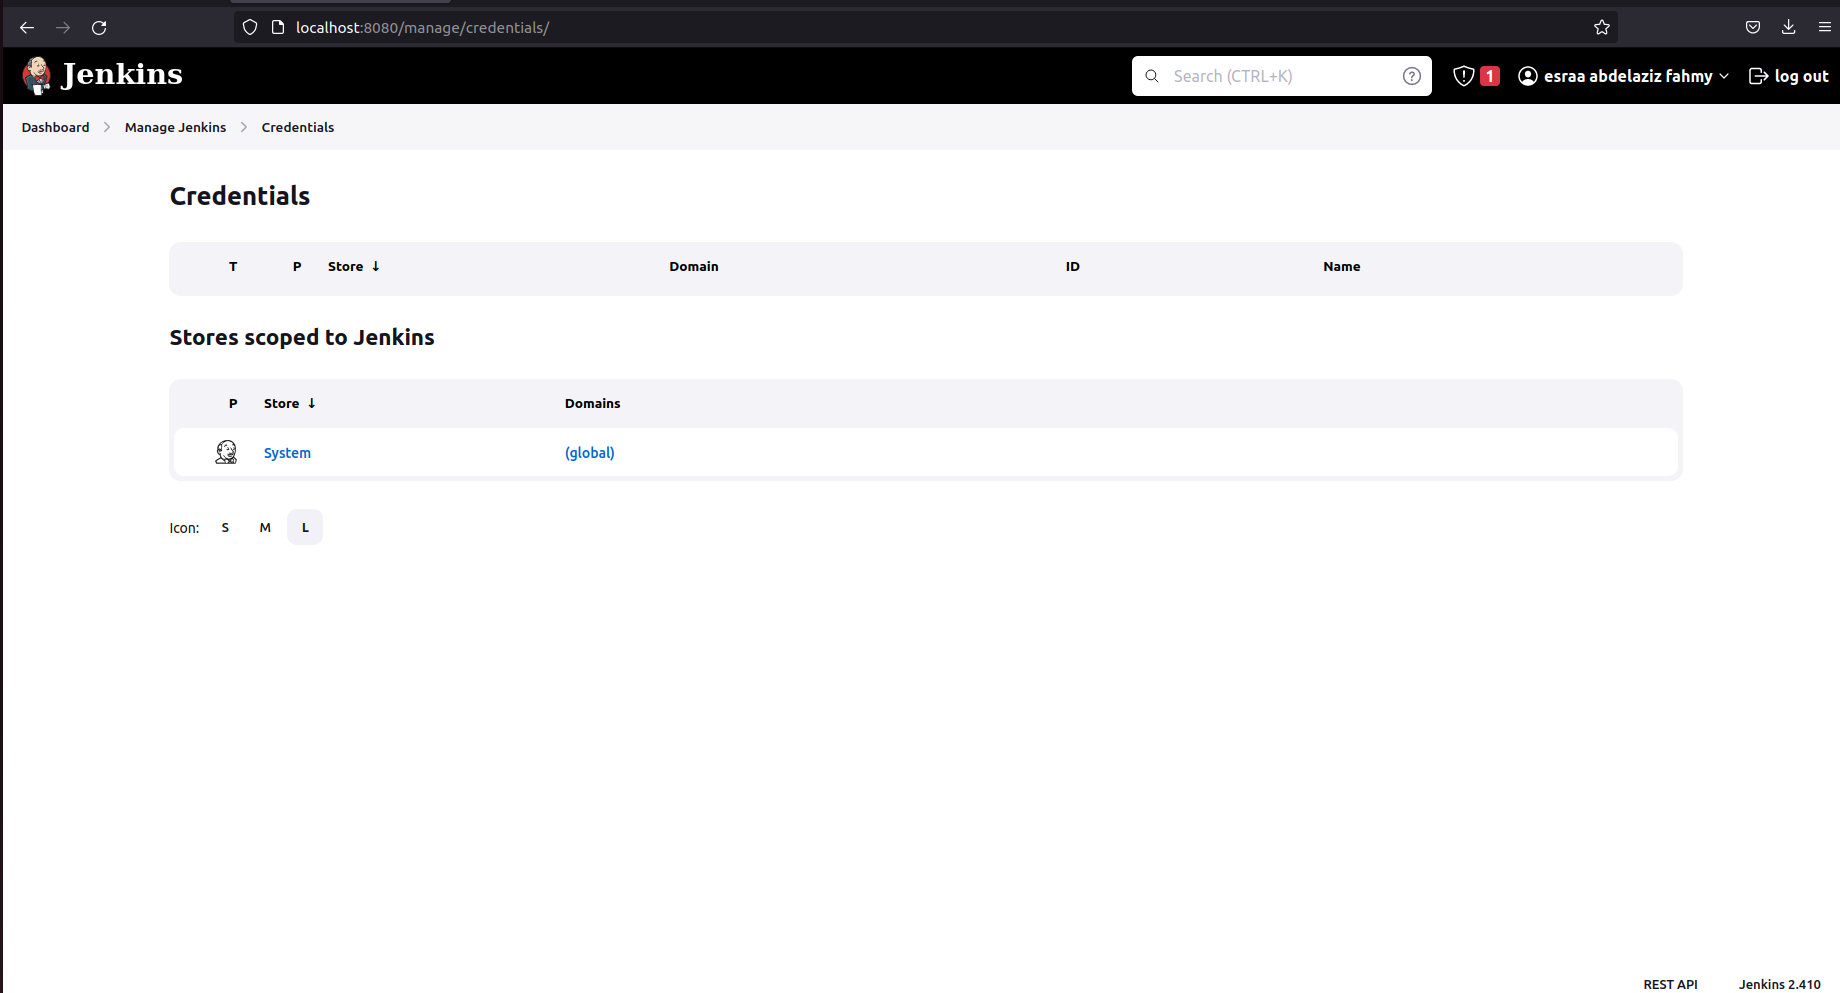 localhost:8080/manage/credentials/
Jenkins
Search (CTRL+K)
1
esraa abdelaziz fahmy
log out
Dashboard > Manage Jenkins > Credentials
Credentials
T P Store ↓ Domain ID Name
Stores scoped to Jenkins
P Store ↓ Domains
System (global)
Icon: S M L
REST API Jenkins 2.410